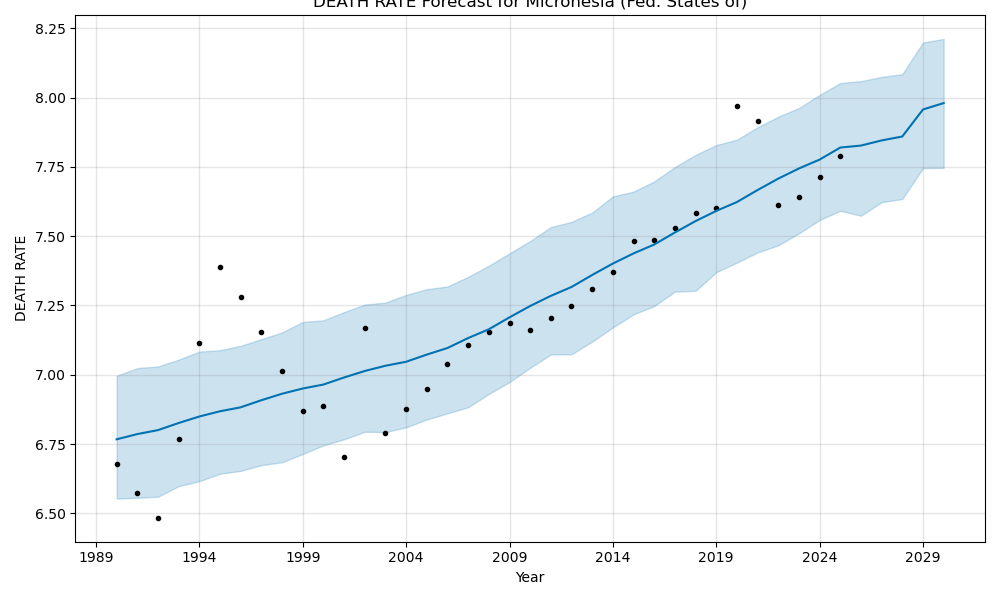 DEATH RATE Forecast for Micronesia (Fed. States of)
8.25
8.00
7.75
7.50
7.25
7.00
6.75
6.50
DEATH RATE
1989 1994 1999 2004 2009 2014 2019 2024 2029
Year